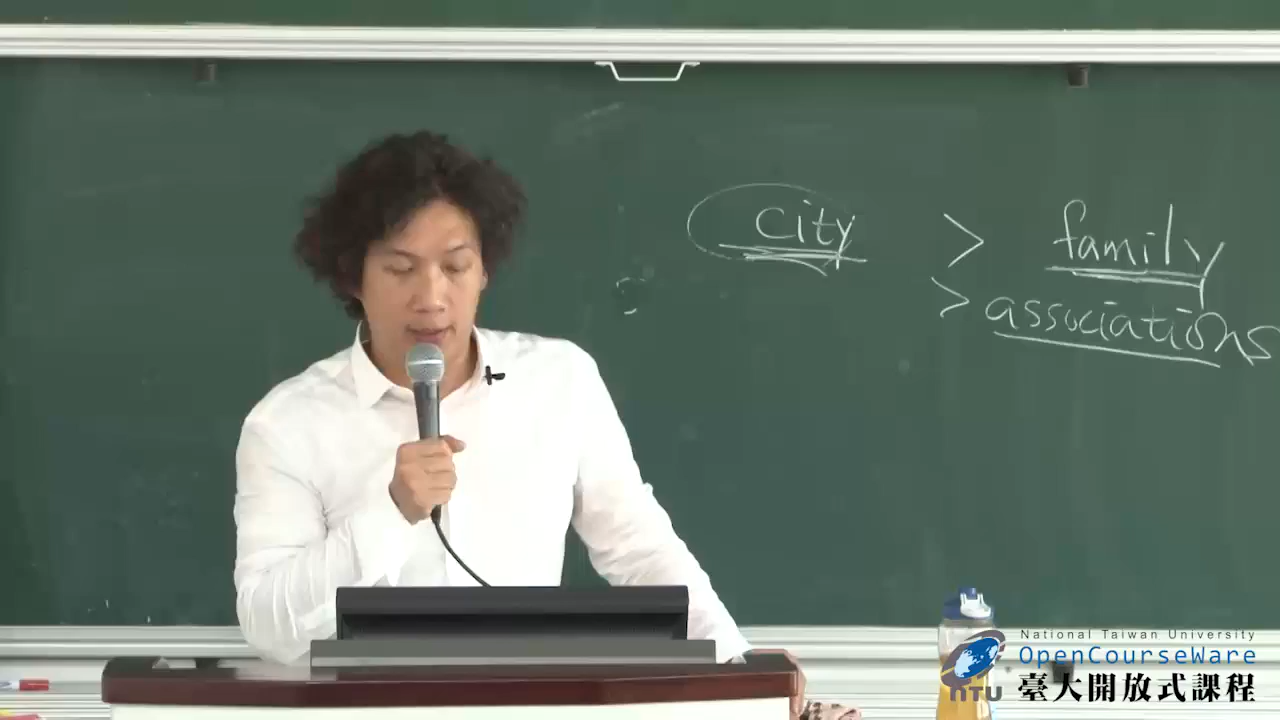 city > family
> associations
National Taiwan University
OpenCourseWare
NTU
臺大開放式課程